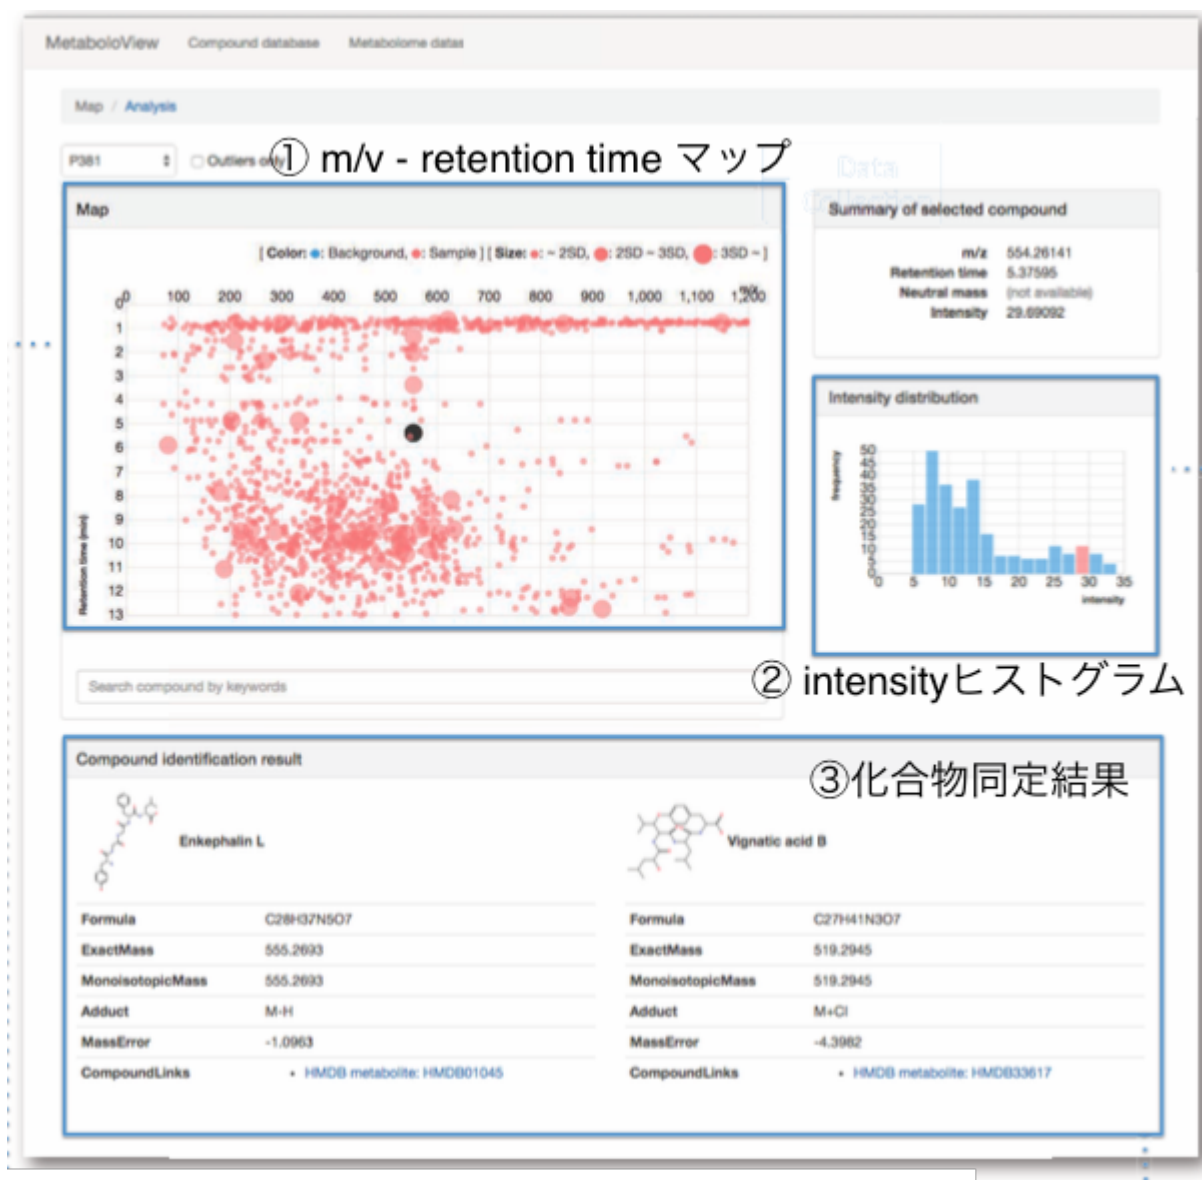 MetaboloView Compound database Metabolome datas
Map / Analysis
P381 Outliers only
① m/v - retention time マップ
Data
Collection
Map
[ Color: : Background, : Sample ] [ Size: : ~ 2SD, : 2SD ~ 3SD, : 3SD ~ ]
m/z
0 100 200 300 400 500 600 700 800 900 1,000 1,100 1,200
0
1
2
3
4
5
6
7
8
9
10
11
12
13
Retention time (min)
Search compound by keywords
Summary of selected compound
m/z 554.26141
Retention time 5.37595
Neutral mass (not available)
Intensity 29.69092
Intensity distribution
frequency
50
45
40
35
30
25
20
15
10
5
0
0 5 10 15 20 25 30 35
intensity
② intensityヒストグラム
Compound identification result
③化合物同定結果
Enkephalin L
Formula C28H37N5O7
ExactMass 555.2693
MonoisotopicMass 555.2693
Adduct M-H
MassError -1.0963
CompoundLinks • HMDB metabolite: HMDB01045
Vignatic acid B
Formula C27H41N3O7
ExactMass 519.2945
MonoisotopicMass 519.2945
Adduct M+Cl
MassError -4.3982
CompoundLinks • HMDB metabolite: HMDB33617